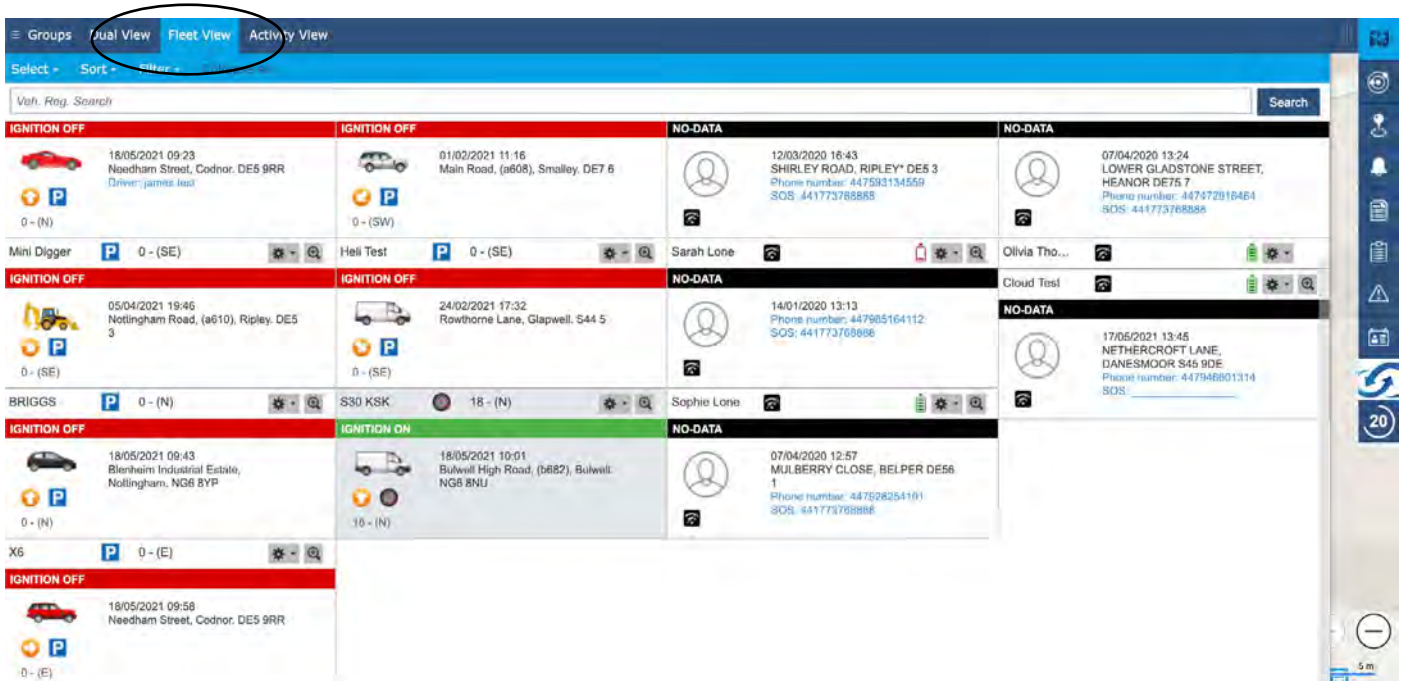 Groups Dual View Fleet View Activity View
Select Sort Filter
Veh. Reg. Search Search
IGNITION OFF
18/05/2021 09:23
Needham Street, Codnor. DE5 9RR
Driver: james test
P
0 - (N)
Mini Digger P 0 - (SE)
IGNITION OFF
05/04/2021 19:46
Nottingham Road, (a610), Ripley. DE5
3
P
0 - (SE)
BRIGGS P 0 - (N)
IGNITION OFF
18/05/2021 09:43
Blenheim Industrial Estate,
Nottingham. NG6 8YP
P
0 - (N)
X6 P 0 - (E)
IGNITION OFF
18/05/2021 09:58
Needham Street, Codnor. DE5 9RR
P
0 - (E)
IGNITION OFF
01/02/2021 11:16
Main Road, (a608), Smalley. DE7 6
P
0 - (SW)
Heli Test P 0 - (SE)
IGNITION OFF
24/02/2021 17:32
Rowthorne Lane, Glapwell. S44 5
P
0 - (SE)
S30 KSK 18 - (N)
IGNITION ON
18/05/2021 10:01
Bulwell High Road, (b682), Bulwell.
NG6 8NU
18 - (N)
NO-DATA
12/03/2020 16:43
SHIRLEY ROAD, RIPLEY* DE5 3
Phone number: 447593134559
SOS: 441773768888
Sarah Lone
NO-DATA
14/01/2020 13:13
Phone number: 447985164112
SOS: 441773768888
Sophie Lone
NO-DATA
07/04/2020 12:57
MULBERRY CLOSE, BELPER DE56
1
Phone number: 447928254191
SOS: 441773768888
NO-DATA
07/04/2020 13:24
LOWER GLADSTONE STREET,
HEANOR DE75 7
Phone number: 447472918464
SOS: 441773768888
Olivia Tho...
Cloud Test
NO-DATA
17/05/2021 13:45
NETHERCROFT LANE,
DANESMOOR S45 9DE
Phone number: 447946801314
SOS:
20
5 m